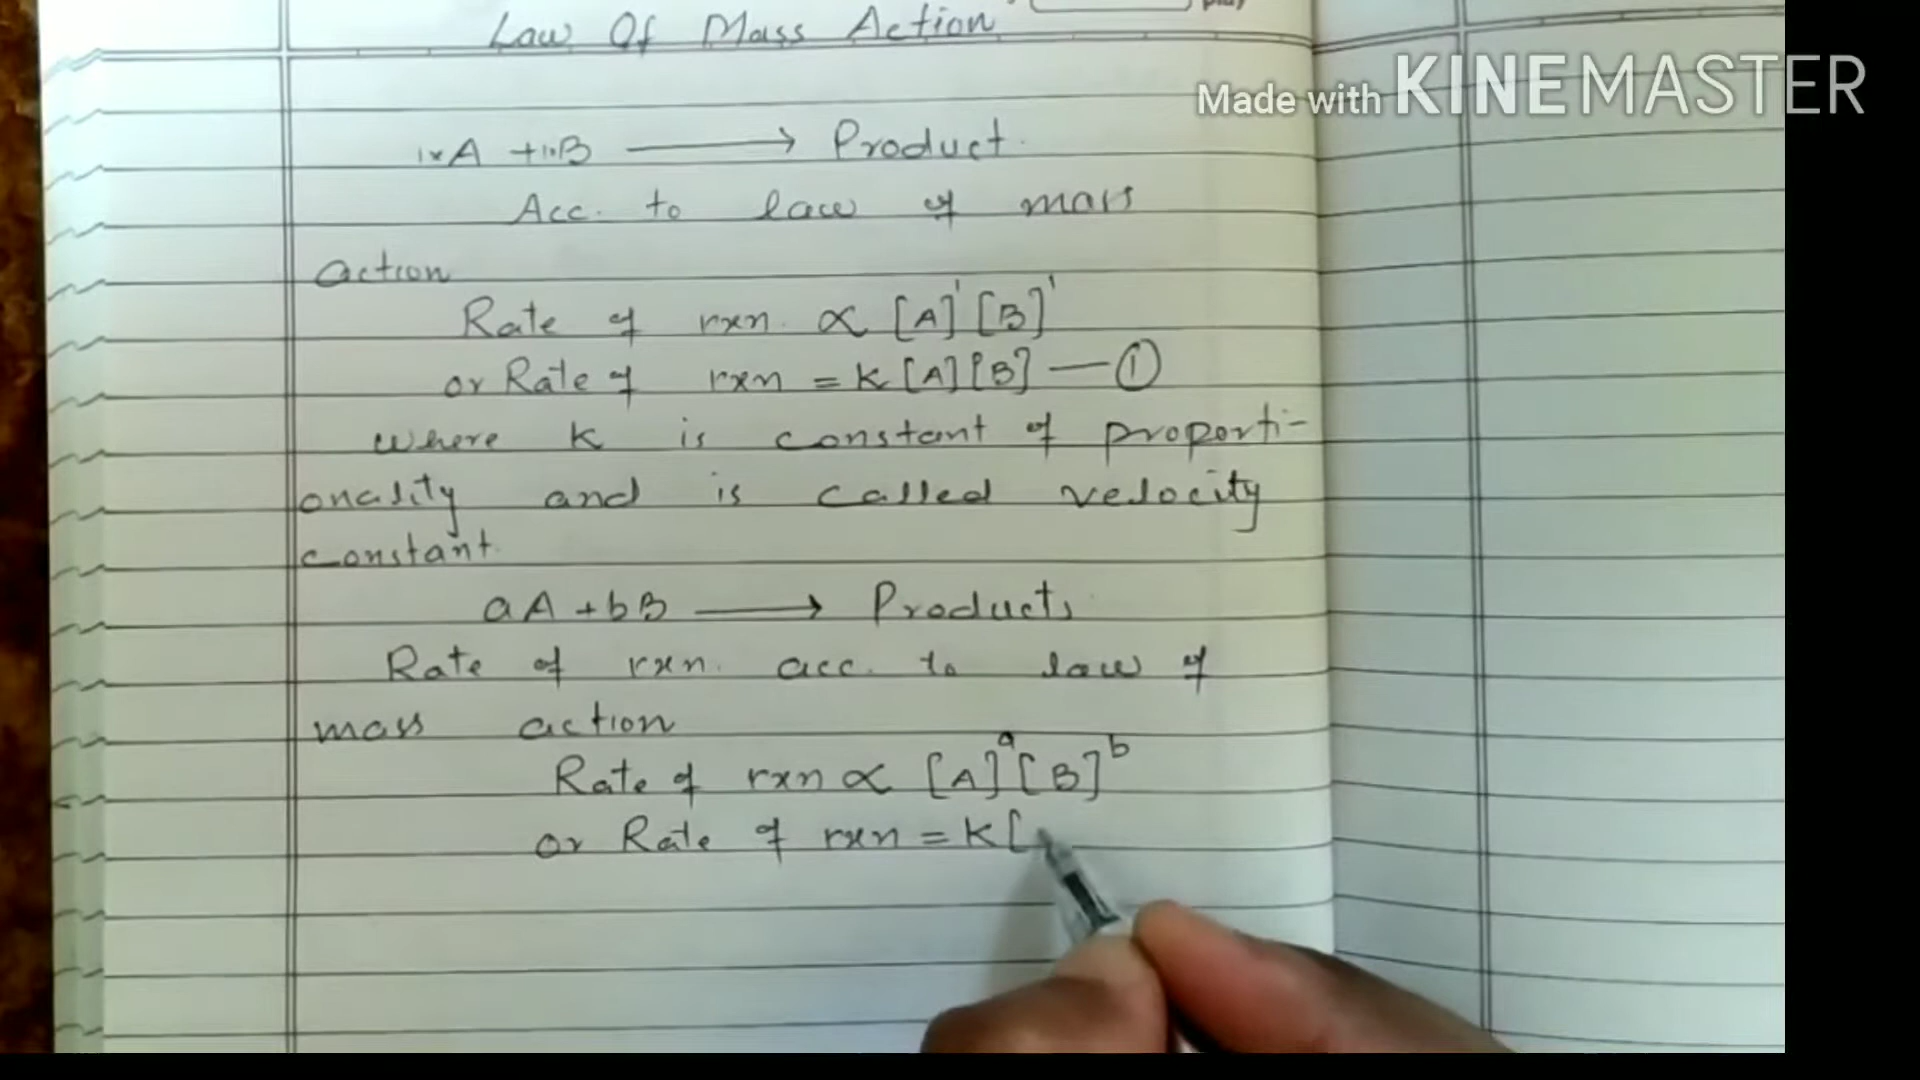 Law Of Mass Action
Made with KINEMASTER
1×A + 1×B ⟶ Product.
Acc. to law of mass
action
Rate of rxn. ∝ [A]¹[B]¹
or Rate of rxn = K[A][B] — ①
where K is constant of proporti-
onality and is called velocity
constant.
aA + bB ⟶ Products
Rate of rxn. acc. to law of
mass action
Rate of rxn ∝ [A]ᵃ[B]ᵇ
or Rate of rxn = K[